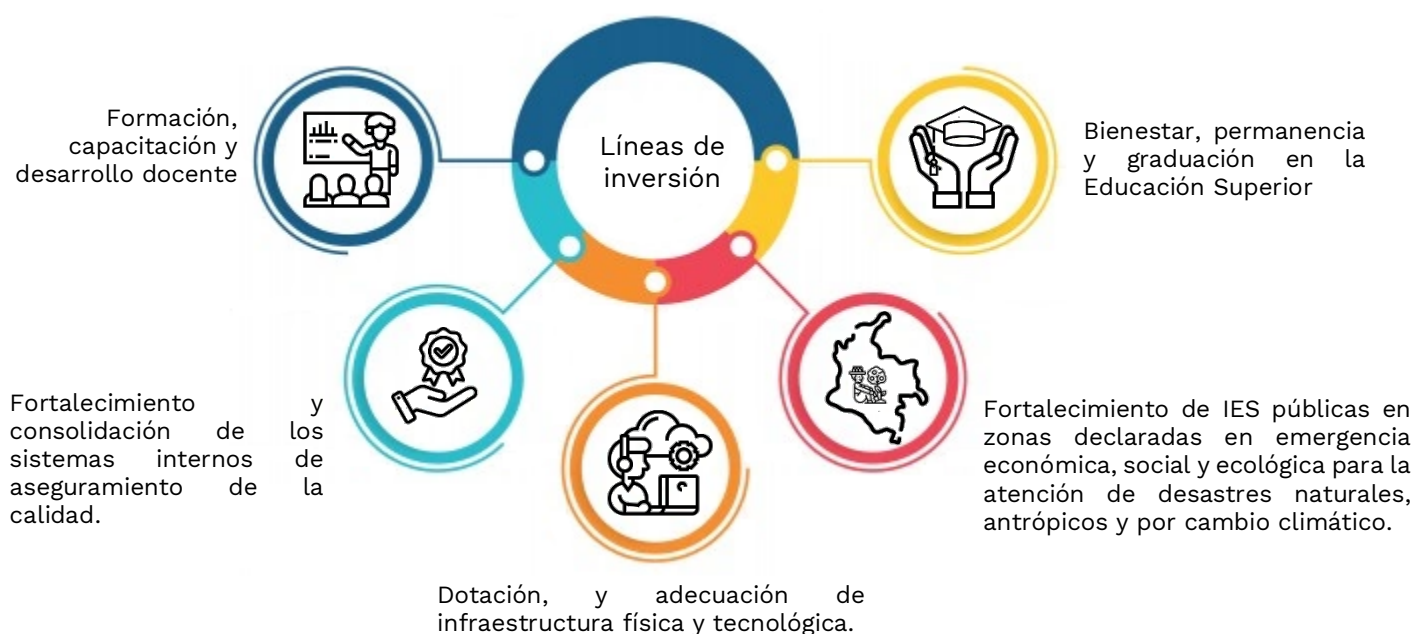 Líneas de
inversión
Formación,
capacitación y
desarrollo docente
Bienestar, permanencia
y graduación en la
Educación Superior
Fortalecimiento y
consolidación de los
sistemas internos de
aseguramiento de la
calidad.
Fortalecimiento de IES públicas en
zonas declaradas en emergencia
económica, social y ecológica para la
atención de desastres naturales,
antrópicos y por cambio climático.
Dotación, y adecuación de
infraestructura física y tecnológica.